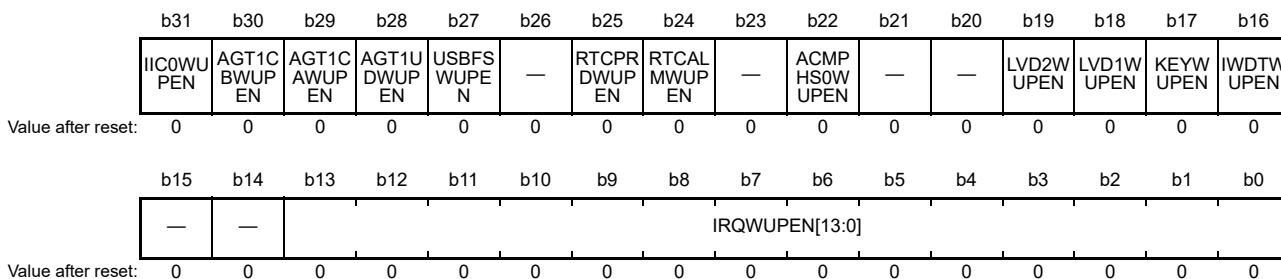 b31 b30 b29 b28 b27 b26 b25 b24 b23 b22 b21 b20 b19 b18 b17 b16
IIC0WU AGT1C AGT1C AGT1U USBFS — RTCPR RTCAL — ACMP — — LVD2W LVD1W KEYW IWDTW
PEN BWUP AWUP DWUP WUPE DWUP MWUP HS0W UPEN UPEN UPEN UPEN
EN EN EN N EN EN UPEN
Value after reset: 0 0 0 0 0 0 0 0 0 0 0 0 0 0 0 0
b15 b14 b13 b12 b11 b10 b9 b8 b7 b6 b5 b4 b3 b2 b1 b0
— — IRQWUPEN[13:0]
Value after reset: 0 0 0 0 0 0 0 0 0 0 0 0 0 0 0 0